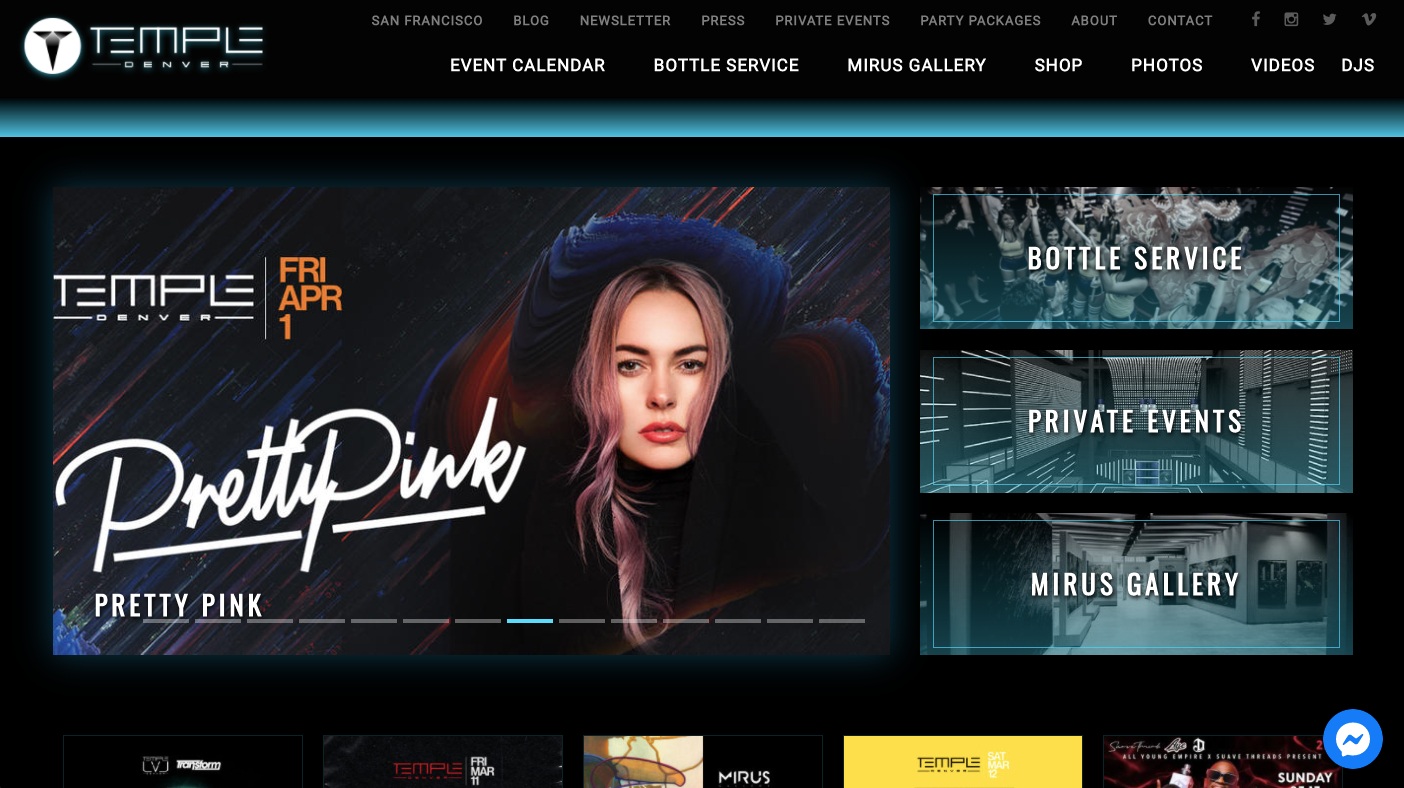 TEMPLE
DENVER
SAN FRANCISCO BLOG NEWSLETTER PRESS PRIVATE EVENTS PARTY PACKAGES ABOUT CONTACT
EVENT CALENDAR BOTTLE SERVICE MIRUS GALLERY SHOP PHOTOS VIDEOS DJS
TEMPLE
DENVER
FRI
APR
1
PrettyPink
PRETTY PINK
BOTTLE SERVICE
PRIVATE EVENTS
MIRUS GALLERY
Transform
TEMPLE
DENVER
FRI
MAR
11
MIRUS
TEMPLE
DENVER
SAT
MAR
12
ALL YOUNG EMPIRE X SUAVE THREADS PRESENT
SUNDAY